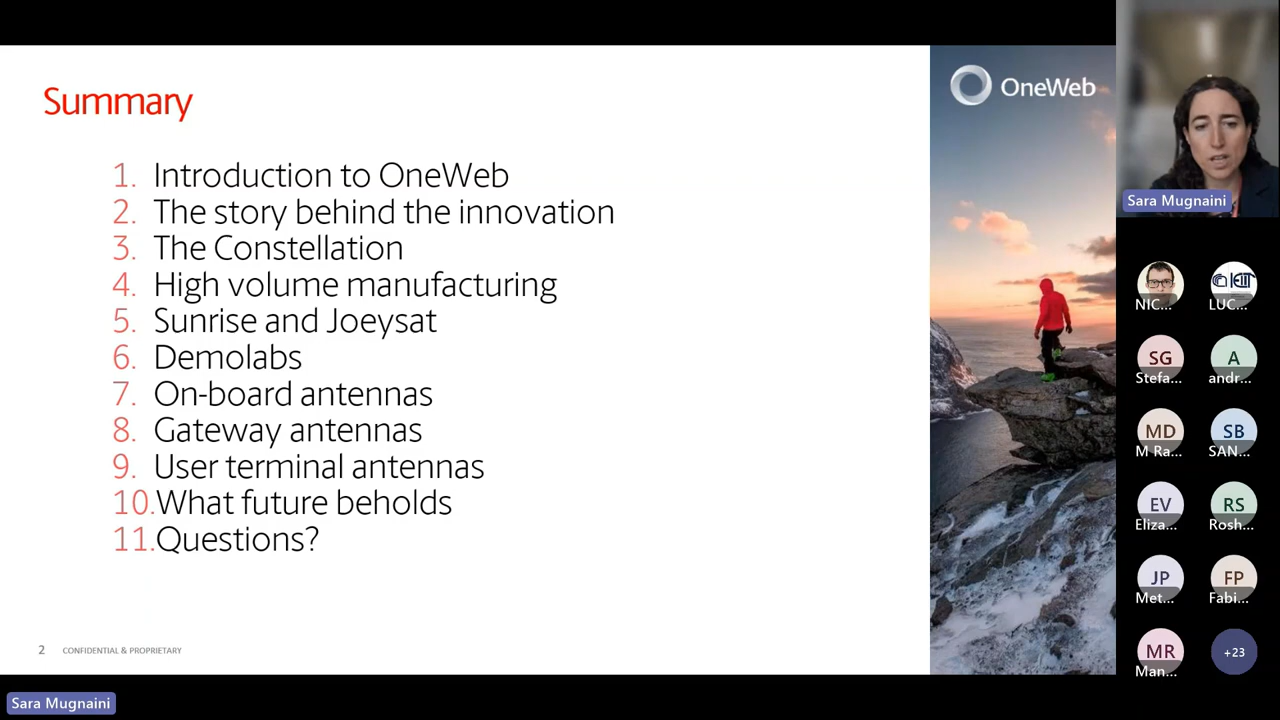 Summary
1. Introduction to OneWeb
2. The story behind the innovation
3. The Constellation
4. High volume manufacturing
5. Sunrise and Joeysat
6. Demolabs
7. On-board antennas
8. Gateway antennas
9. User terminal antennas
10.What future beholds
11.Questions?
2 CONFIDENTIAL & PROPRIETARY
OneWeb
Sara Mugnaini
NIC...
LUC...
SG
Stefa...
A
andr...
MD
M Ra...
SB
SAN...
EV
Eliza...
RS
Rosh...
JP
Met...
FP
Fabi...
MR
Man...
+23
Sara Mugnaini